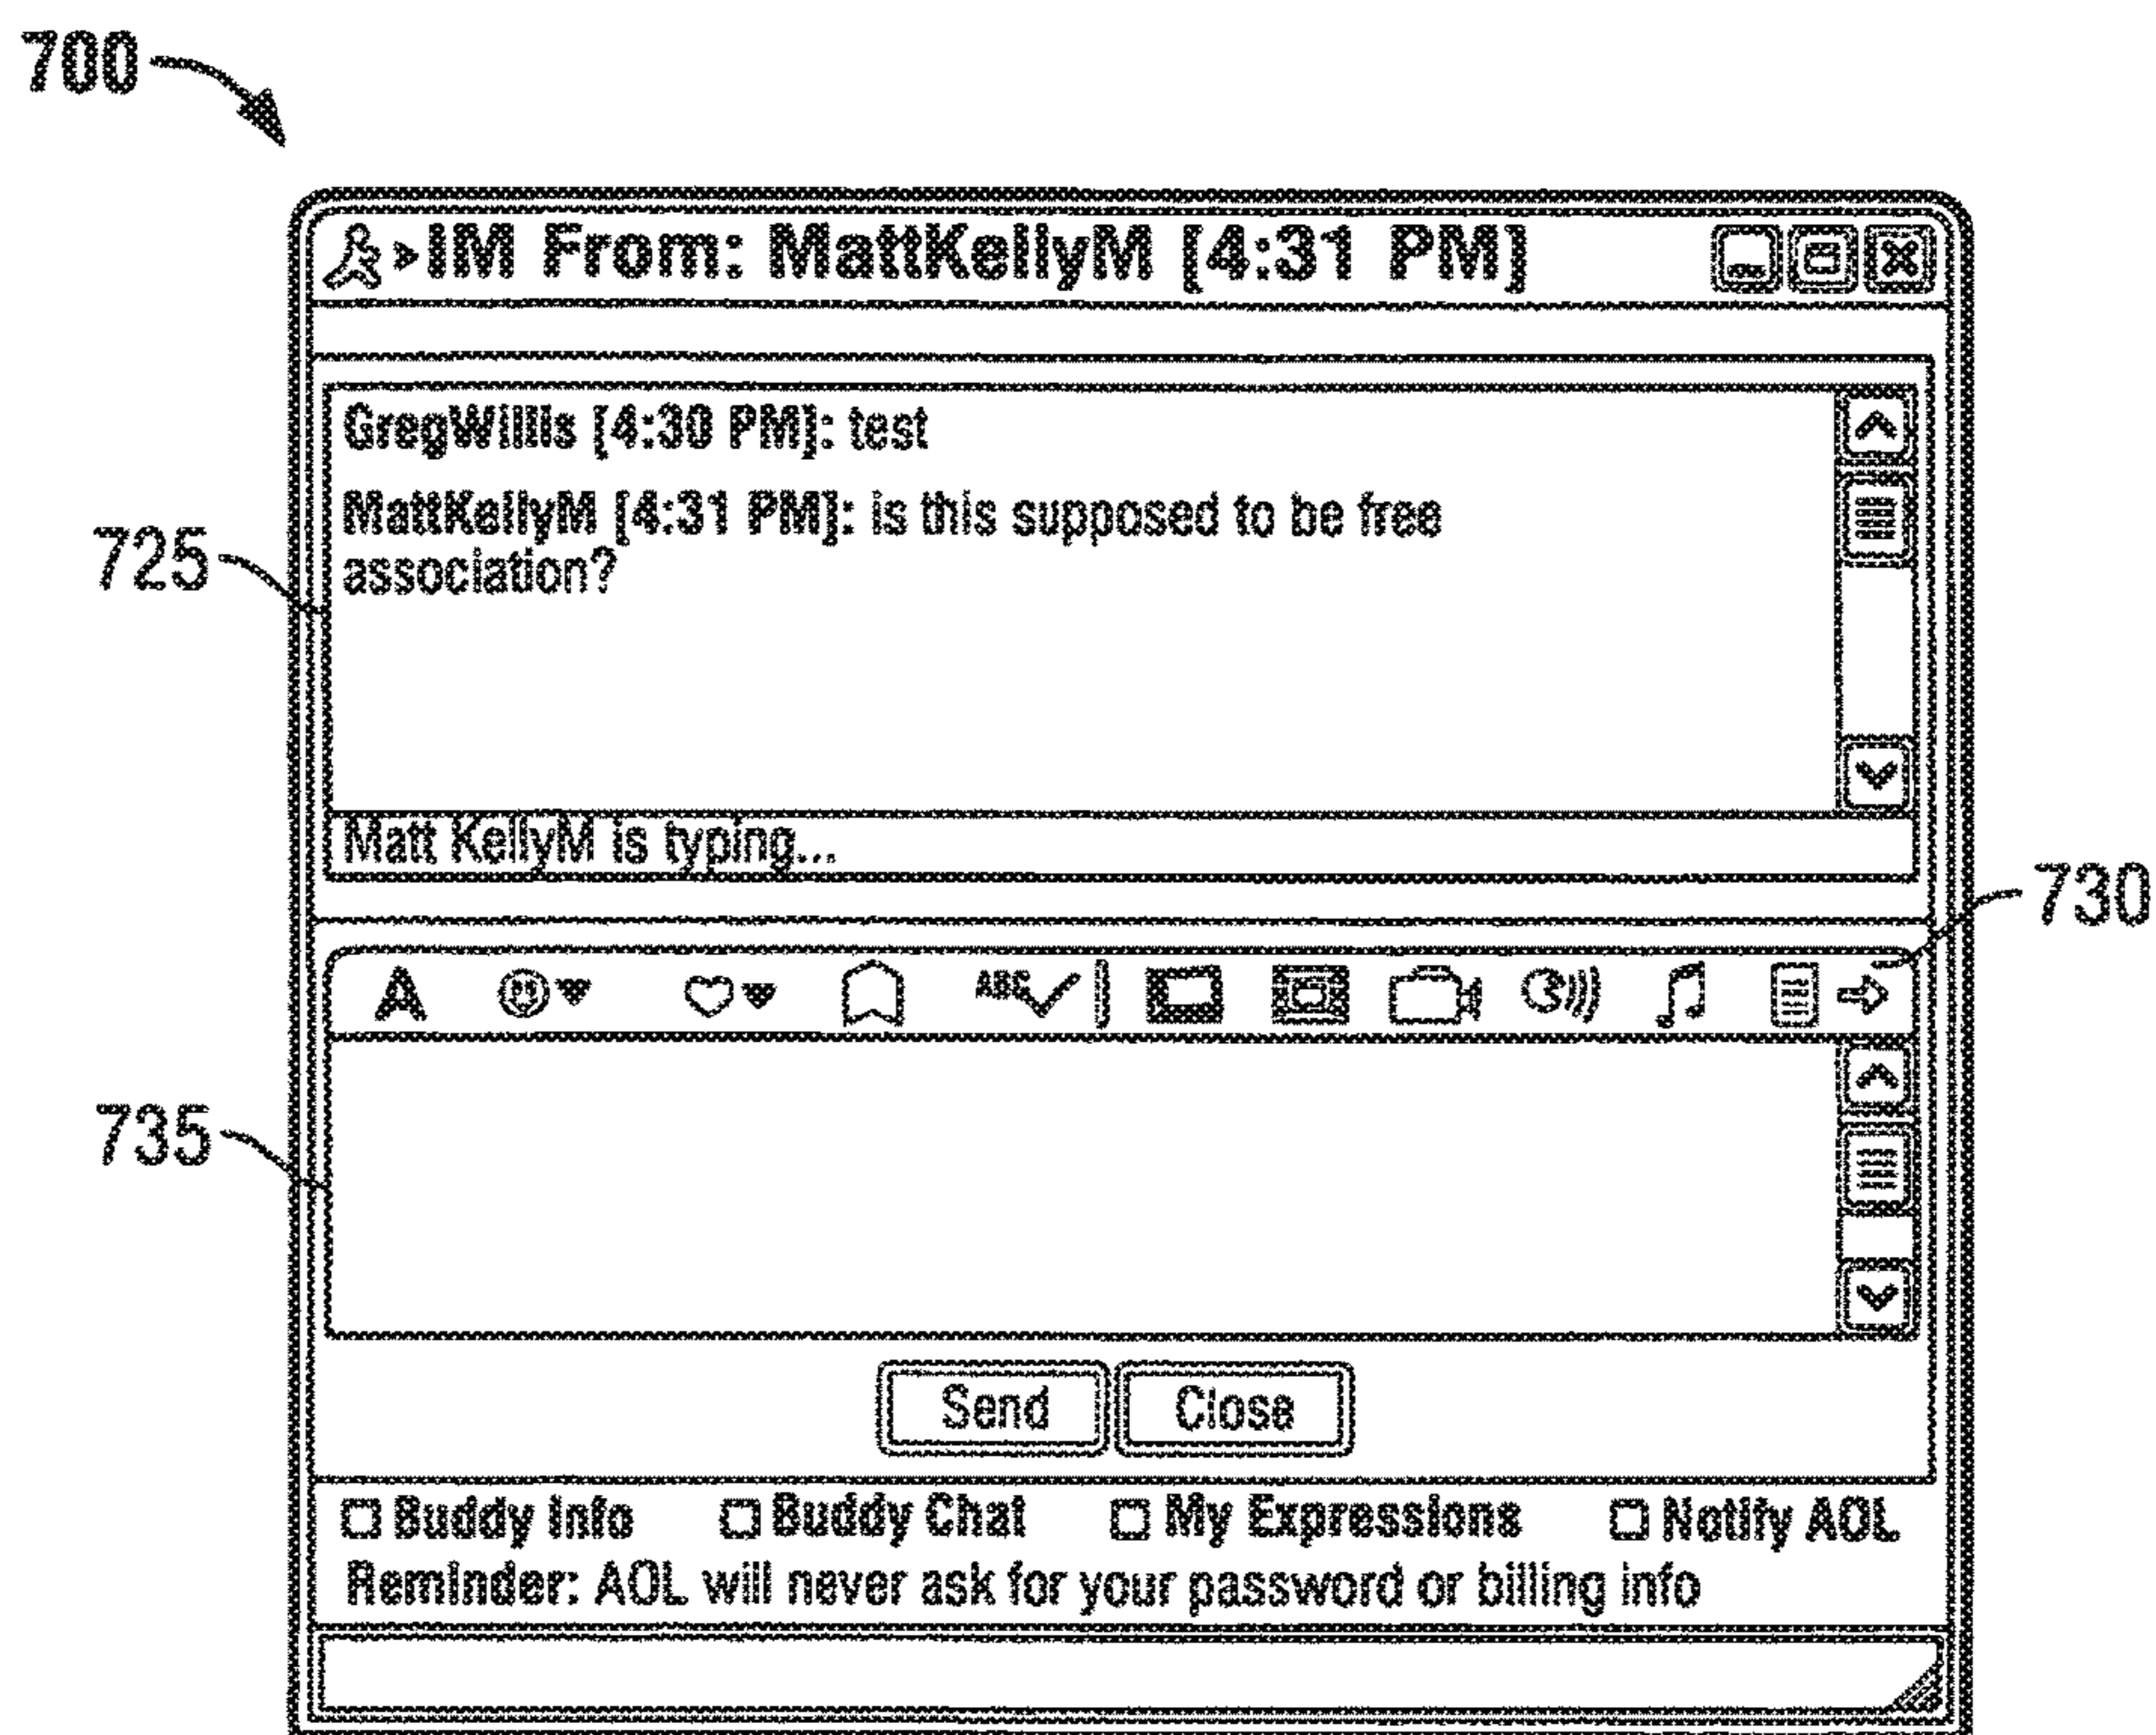 700
IM From: MattKellyM [4:31 PM]
GregWillis [4:30 PM]: test
MattKellyM [4:31 PM]: is this supposed to be free
association?
725
Matt KellyM is typing...
730
A ABC
735
Send Close
Buddy Info Buddy Chat My Expressions Notify AOL
Reminder: AOL will never ask for your password or billing info